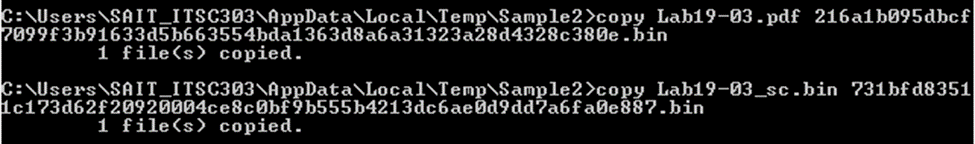 C:\Users\SAIT_ITSC303\AppData\Local\Temp\Sample2>copy Lab19-03.pdf 216a1b095dbcf
7099f3b91633d5b663554bda1363d8a6a31323a28d4328c380e.bin
        1 file(s) copied.
C:\Users\SAIT_ITSC303\AppData\Local\Temp\Sample2>copy Lab19-03_sc.bin 731bfd8351
1c173d62f20920004ce8c0bf9b555b4213dc6ae0d9dd7a6fa0e887.bin
        1 file(s) copied.